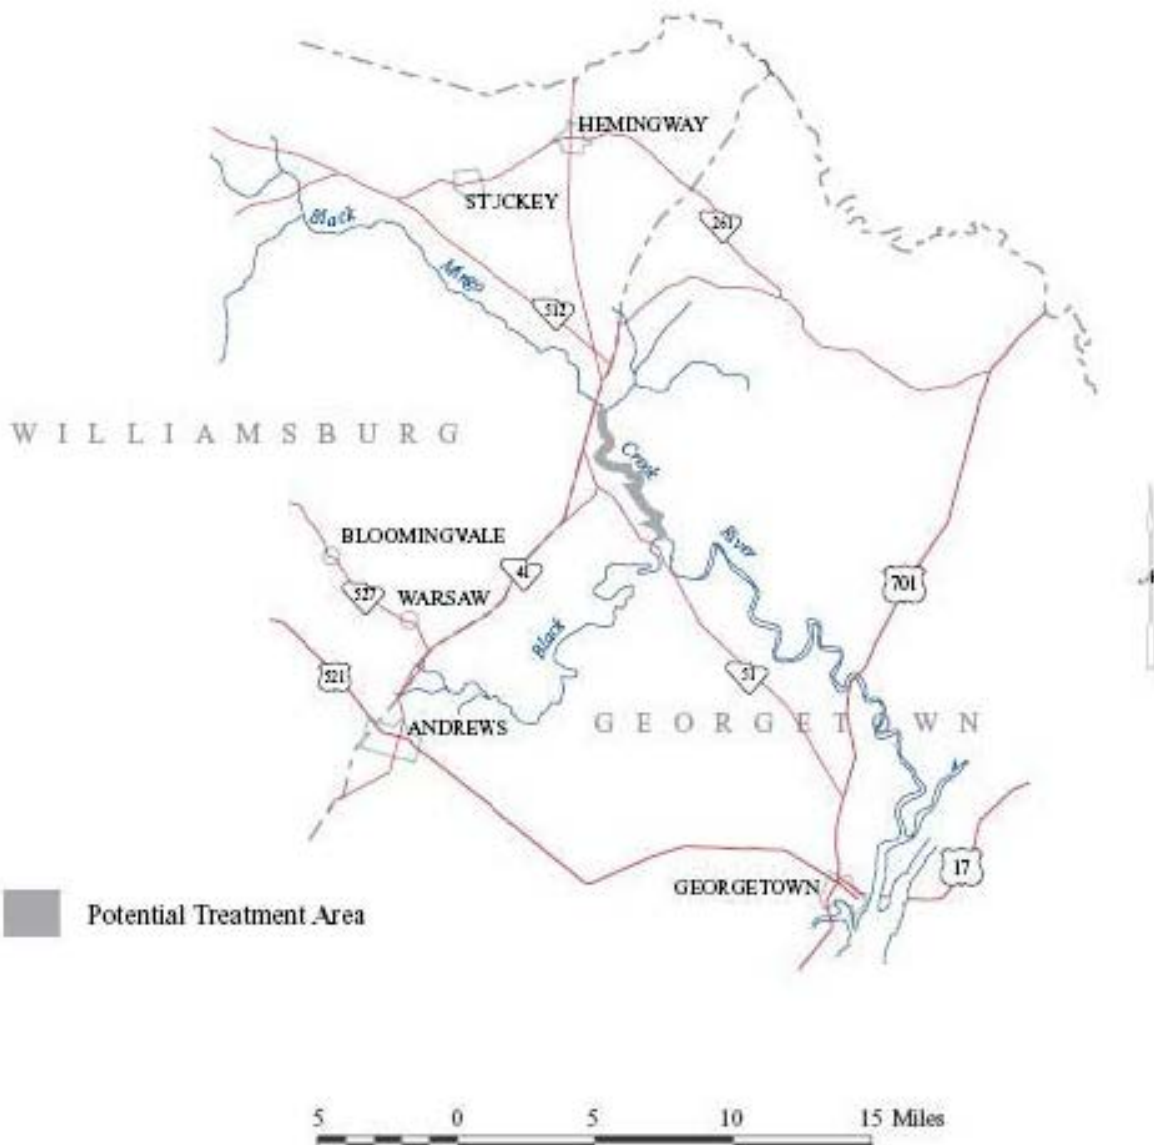 HEMINGWAY
STUCKEY
Black
Mingo
261
512
WILLIAMSBURG
Creek
BLOOMINGVALE
River
41
701
527
WARSAW
Black
521
51
ANDREWS
GEORGETOWN
17
GEORGETOWN
Potential Treatment Area
5 0 5 10 15 Miles